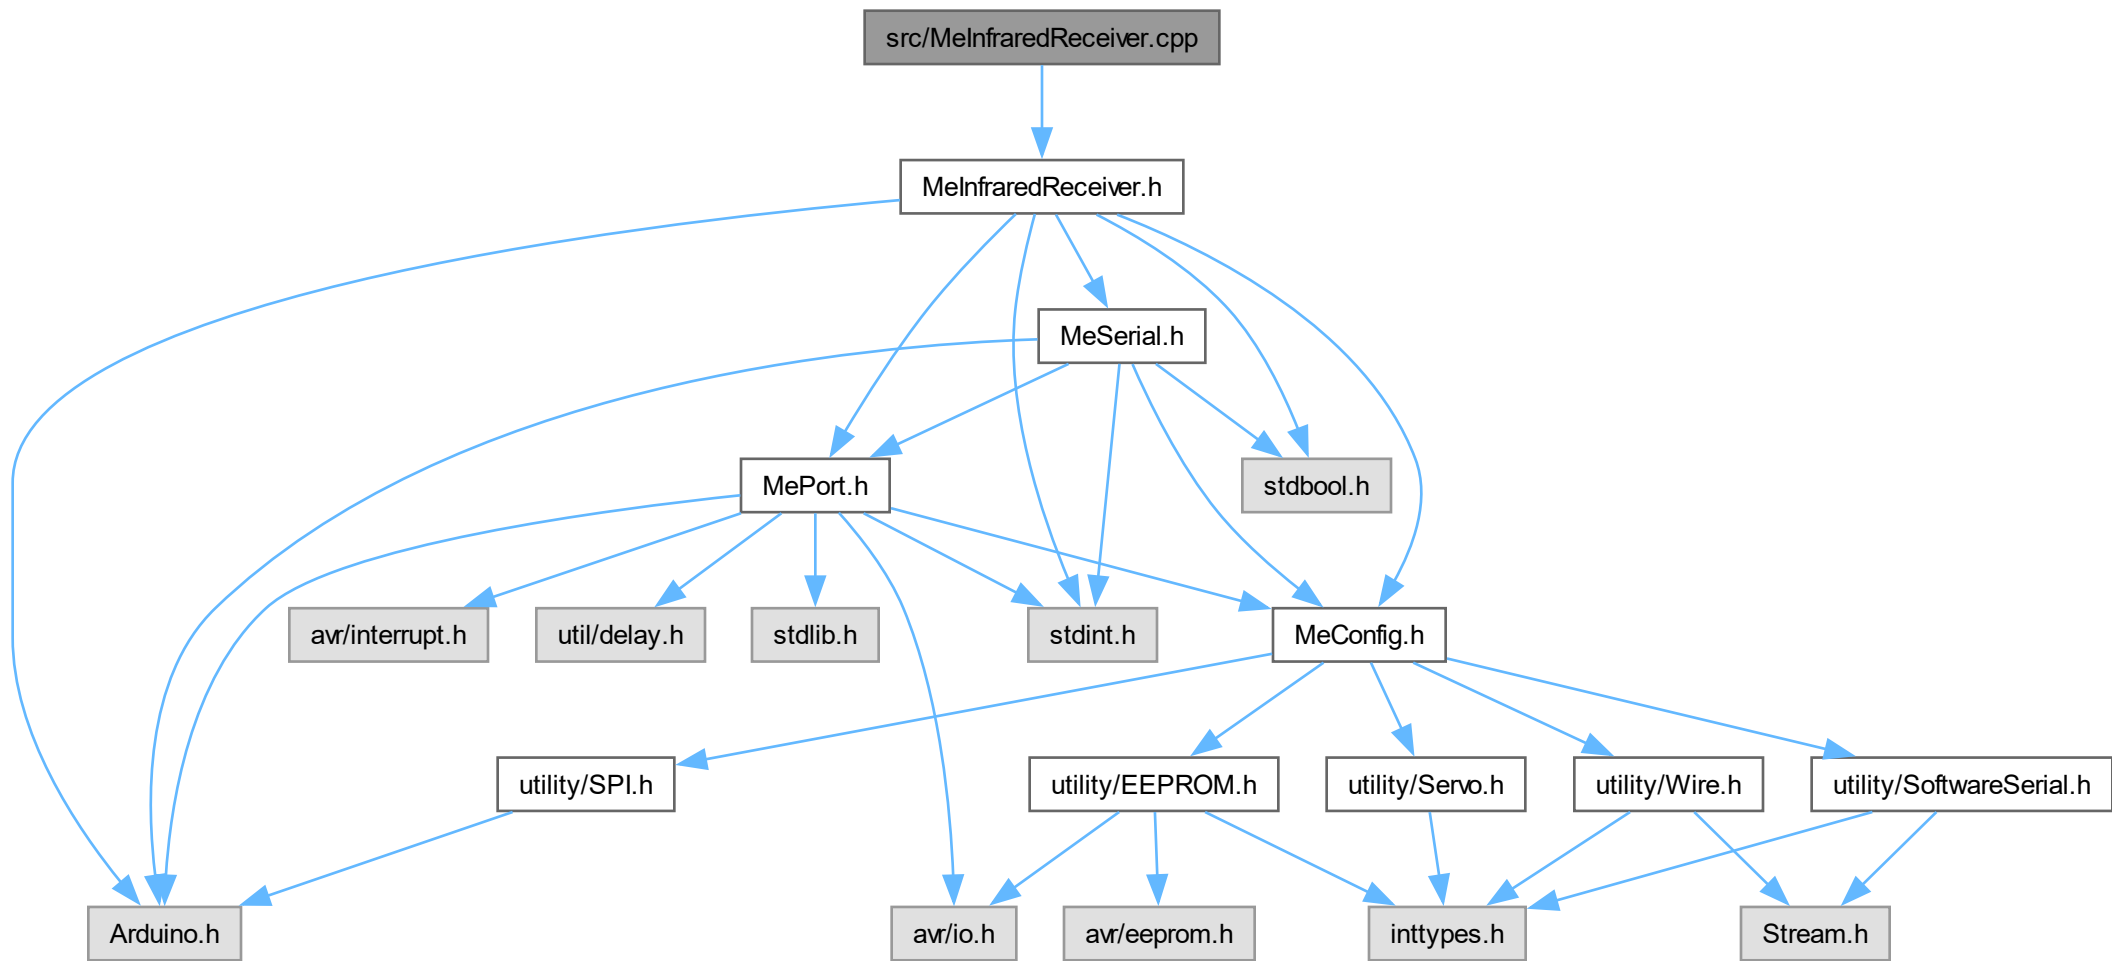 src/MeInfraredReceiver.cpp
MeInfraredReceiver.h
MeSerial.h
MePort.h
stdbool.h
avr/interrupt.h
util/delay.h
stdlib.h
stdint.h
MeConfig.h
utility/SPI.h
utility/EEPROM.h
utility/Servo.h
utility/Wire.h
utility/SoftwareSerial.h
Arduino.h
avr/io.h
avr/eeprom.h
inttypes.h
Stream.h